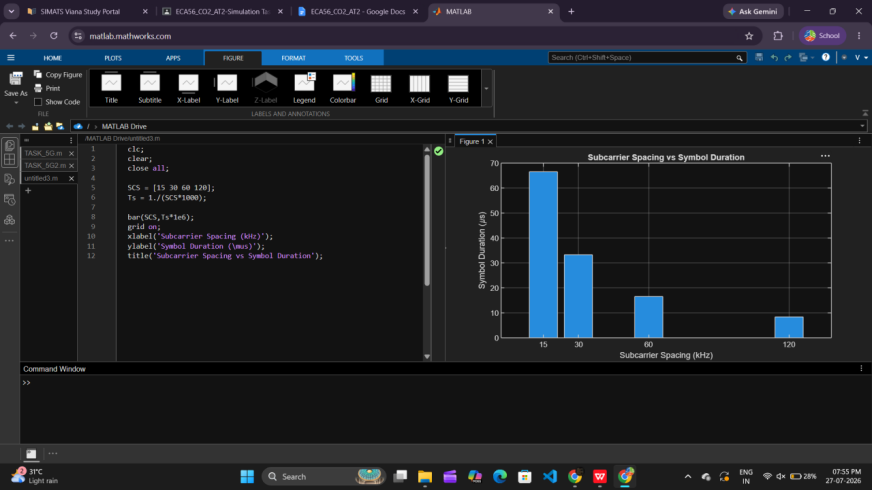 SIMATS Viana Study Portal
ECA56_CO2_AT2-Simulation Ta
ECA56_CO2_AT2 - Google Docs
MATLAB
Ask Gemini
matlab.mathworks.com
School
HOME
PLOTS
APPS
FIGURE
FORMAT
TOOLS
Search (Ctrl+Shift+Space)
V
Save As
Copy Figure
Print
Show Code
FILE
Title
Subtitle
X-Label
Y-Label
Z-Label
Legend
Colorbar
Grid
X-Grid
Y-Grid
LABELS AND ANNOTATIONS
/ › MATLAB Drive
TASK_5G.m
TASK_5G2.m
untitled3.m
/MATLAB Drive/untitled3.m
1 clc;
2 clear;
3 close all;
4
5 SCS = [15 30 60 120];
6 Ts = 1./(SCS*1000);
7
8 bar(SCS,Ts*1e6);
9 grid on;
10 xlabel('Subcarrier Spacing (kHz)');
11 ylabel('Symbol Duration (\mus)');
12 title('Subcarrier Spacing vs Symbol Duration');
Figure 1
Subcarrier Spacing vs Symbol Duration
70
60
50
40
30
20
10
0
Symbol Duration (μs)
15 30 60 120
Subcarrier Spacing (kHz)
Command Window
>>
2
31°C
Light rain
Search
ENG
IN
28%
07:55 PM
27-07-2026